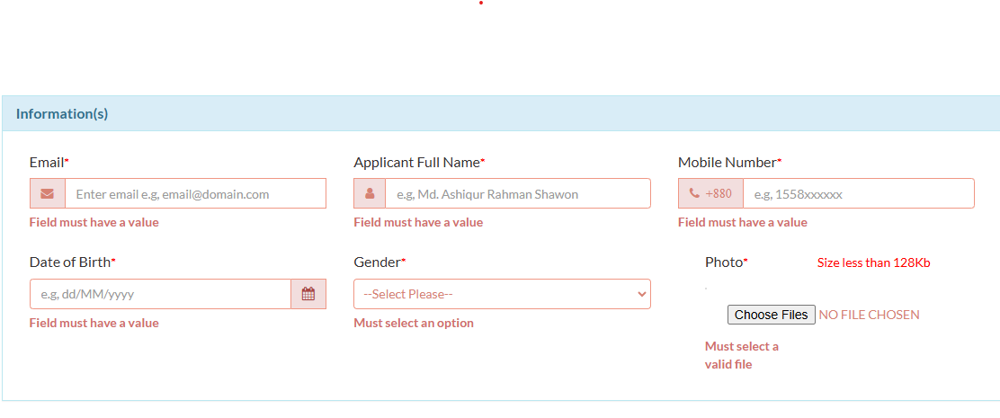 Information(s)
Email* Applicant Full Name* Mobile Number*
Enter email e.g, email@domain.com e.g, Md. Ashiqur Rahman Shawon +880 e.g, 1558xxxxxx
Field must have a value Field must have a value Field must have a value
Date of Birth* Gender* Photo* Size less than 128Kb
e.g, dd/MM/yyyy --Select Please--
Choose Files NO FILE CHOSEN
Field must have a value Must select an option
Must select a
valid file